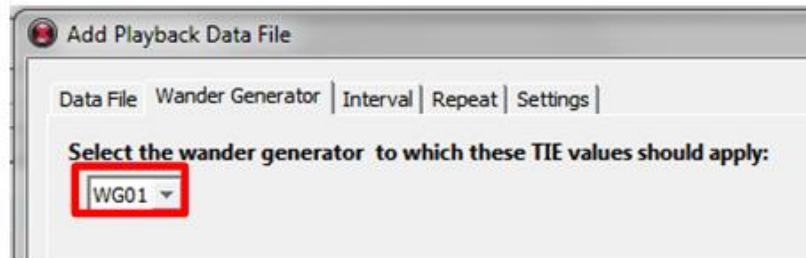 Add Playback Data File
Data File Wander Generator Interval Repeat Settings
Select the wander generator to which these TIE values should apply:
WG01